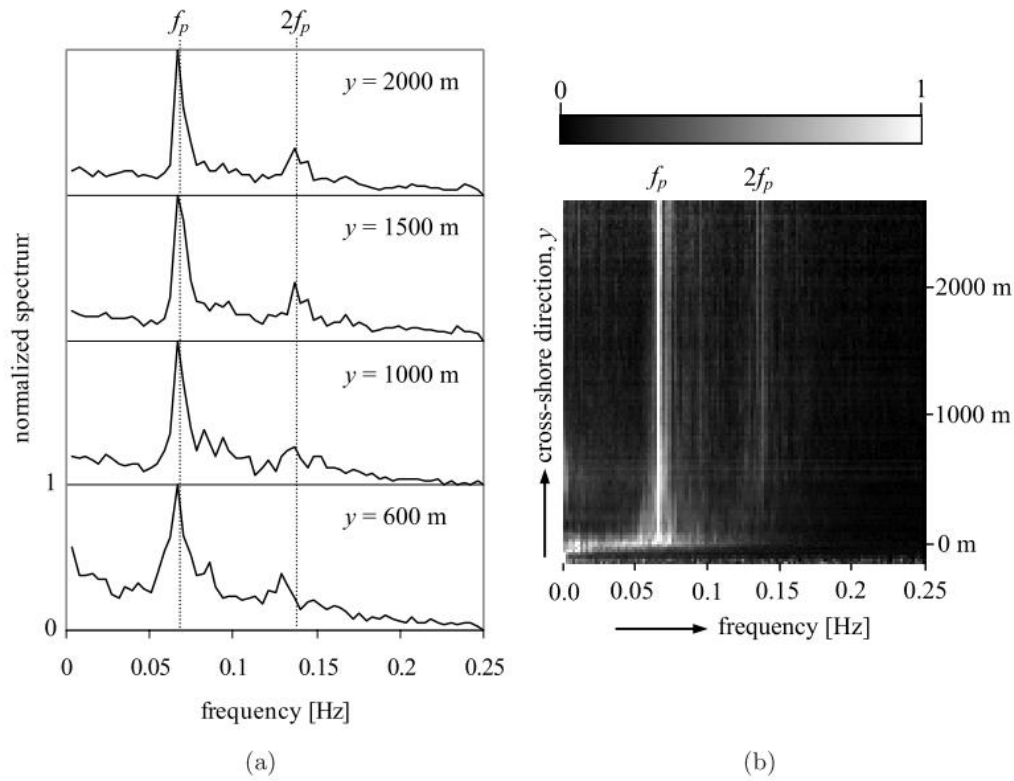 fp 2fp
y = 2000 m
y = 1500 m
y = 1000 m
y = 600 m
normalized spectrum
1
0
0 0.05 0.1 0.15 0.2 0.25
frequency [Hz]
(a)
0 1
fp 2fp
cross-shore direction, y
2000 m
1000 m
0 m
0.0 0.05 0.1 0.15 0.2 0.25
frequency [Hz]
(b)